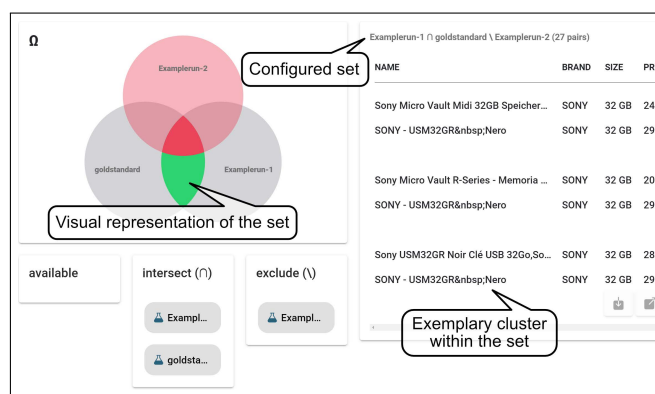 Ω
Examplerun-2
goldstandard
Examplerun-1
Visual representation of the set
available
intersect (∩)
Exampl...
goldsta...
exclude (\)
Exampl...
Examplerun-1 ∩ goldstandard \ Examplerun-2 (27 pairs)
Configured set
NAME BRAND SIZE PR
Sony Micro Vault Midi 32GB Speicher... SONY 32 GB 24
SONY - USM32GR&nbsp;Nero SONY 32 GB 29
Sony Micro Vault R-Series - Memoria ... SONY 32 GB 20
SONY - USM32GR&nbsp;Nero SONY 32 GB 29
Sony USM32GR Noir Clé USB 32Go,So... SONY 32 GB 28
SONY - USM32GR&nbsp;Nero SONY 32 GB 29
Exemplary cluster
within the set